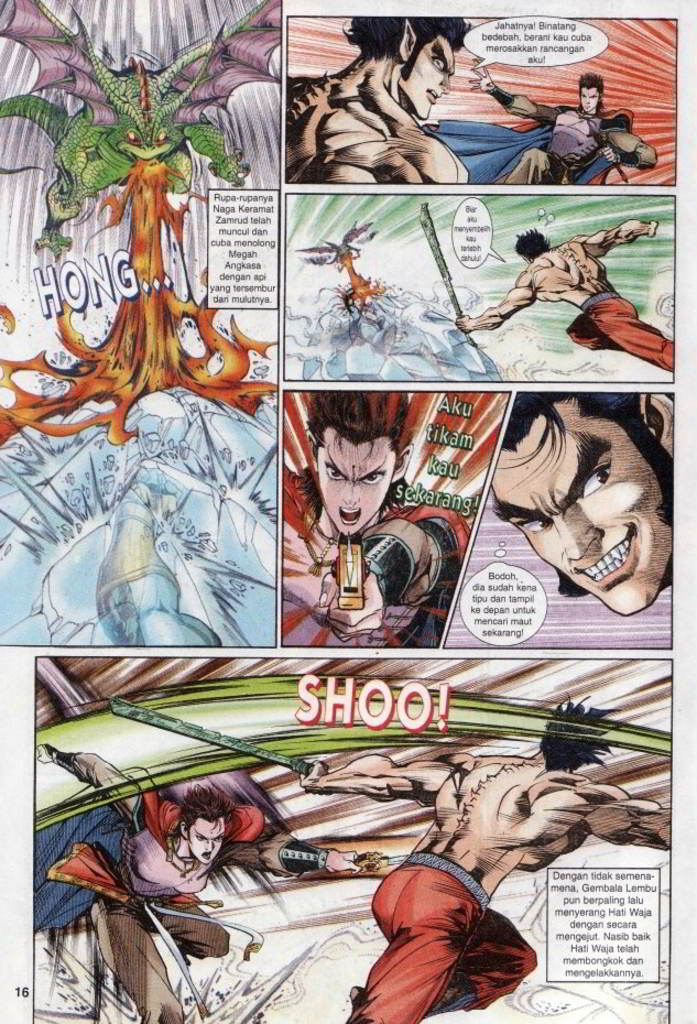 Rupa-rupanya
Naga Keramat
Zamrud telah
muncul dan
cuba menolong
Megah
Angkasa
dengan api
yang tersembur
dari mulutnya.
HONG...
Jahatnya! Binatang
bedebah, berani kau cuba
merosakkan rancangan
aku!
Biar
aku
menyembelih
kau
terlebih
dahulu!
Aku
tikam
kau
sekarang!
Bodoh,
dia sudah kena
tipu dan tampil
ke depan untuk
mencari maut
sekarang!
SHOO!
Dengan tidak semena-
mena, Gembala Lembu
pun berpaling lalu
menyerang Hati Waja
dengan secara
mengejut. Nasib baik
Hati Waja telah
membongkok dan
mengelakkannya.
16